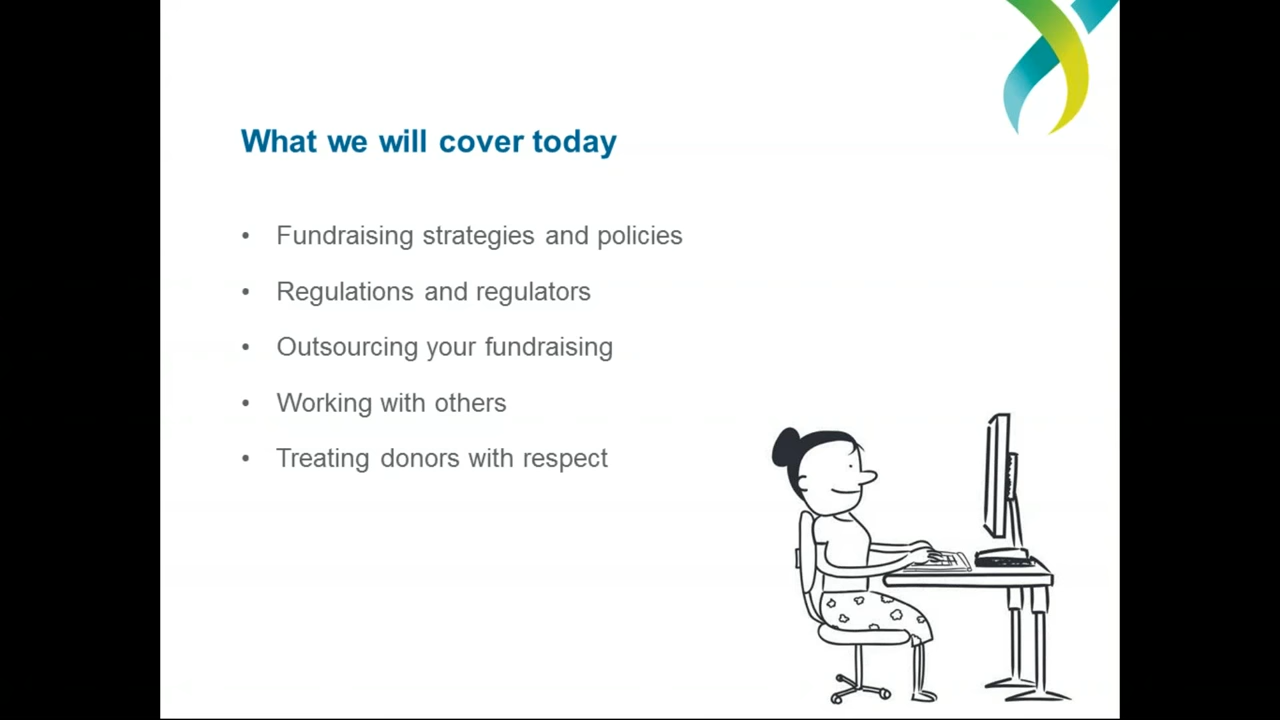 What we will cover today
• Fundraising strategies and policies
• Regulations and regulators
• Outsourcing your fundraising
• Working with others
• Treating donors with respect